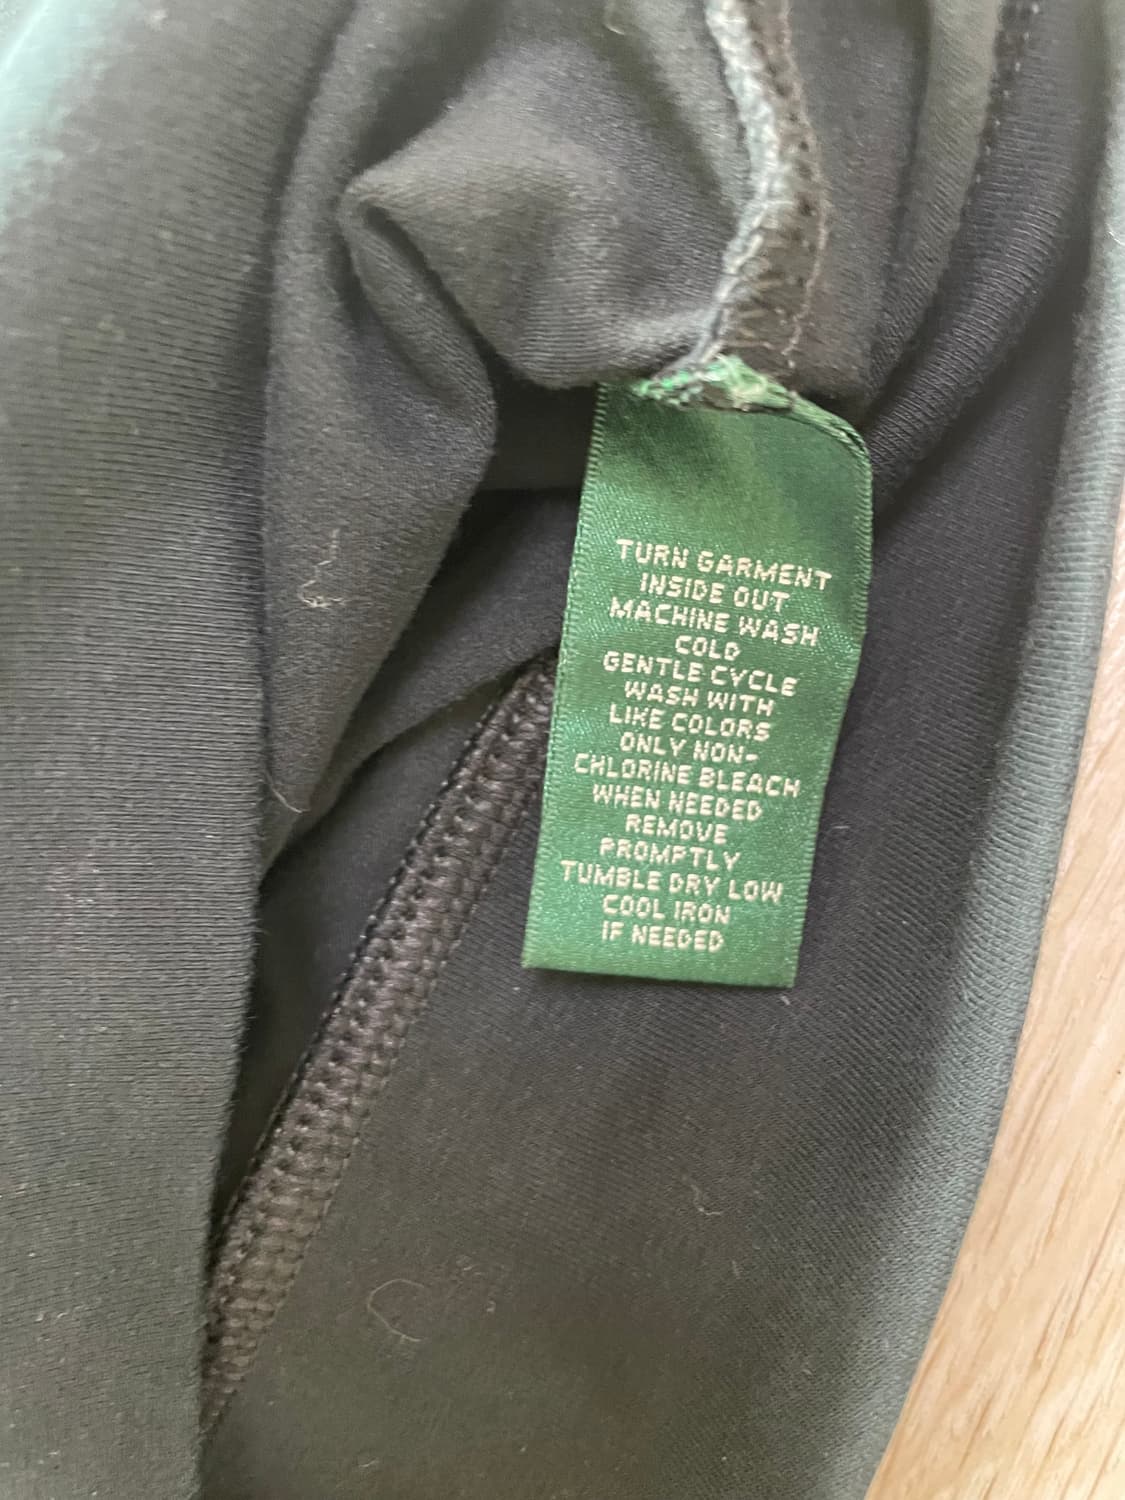 TURN GARMENT
INSIDE OUT
MACHINE WASH
COLD
GENTLE CYCLE
WASH WITH
LIKE COLORS
ONLY NON-
CHLORINE BLEACH
WHEN NEEDED
REMOVE
PROMPTLY
TUMBLE DRY LOW
COOL IRON
IF NEEDED